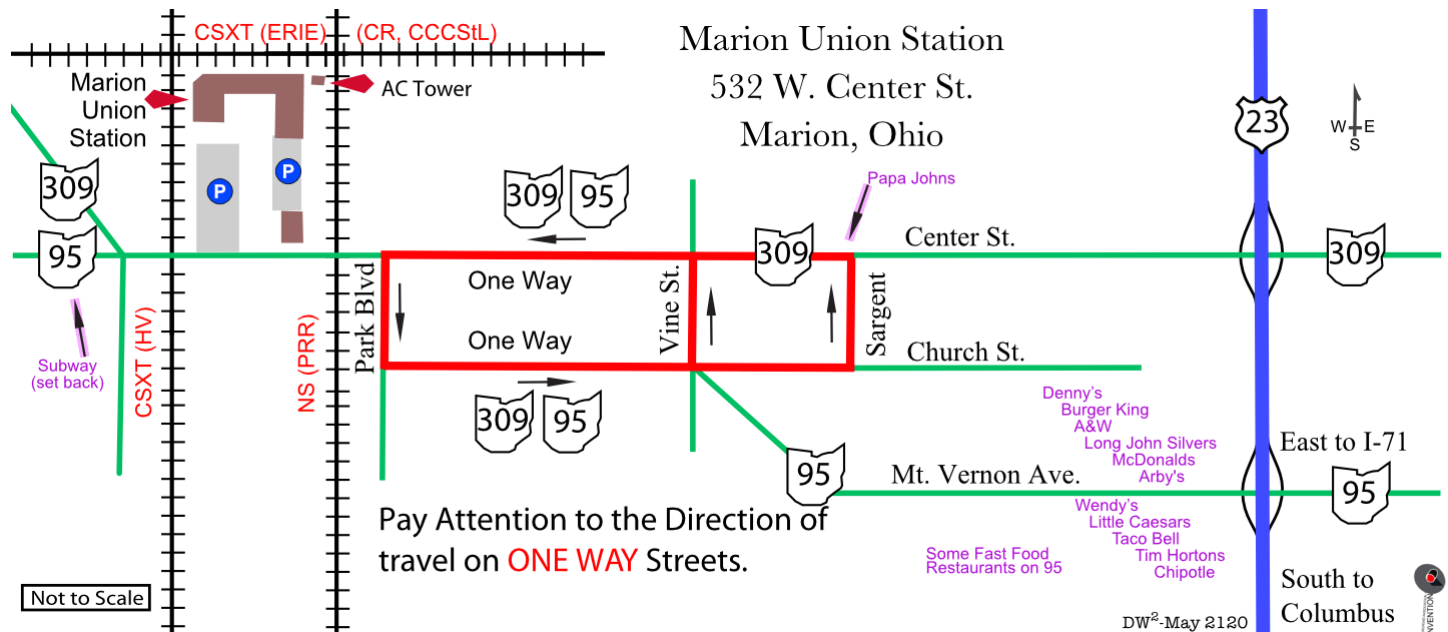 CSXT (ERIE)
(CR, CCCStL)
Marion Union Station
532 W. Center St.
Marion, Ohio
Marion
Union
Station
AC Tower
23
W E
S
P
P
309
95
309
95
Papa Johns
309
Center St.
309
One Way
One Way
Park Blvd
Vine St.
Sargent
Church St.
CSXT (HV)
NS (PRR)
Subway
(set back)
309
95
Denny's
Burger King
A&W
Long John Silvers
McDonalds
Arby's
East to I-71
95
Mt. Vernon Ave.
95
Wendy's
Little Caesars
Taco Bell
Tim Hortons
Chipotle
Some Fast Food
Restaurants on 95
Pay Attention to the Direction of
travel on ONE WAY Streets.
South to
Columbus
Not to Scale
DW²-May 2120